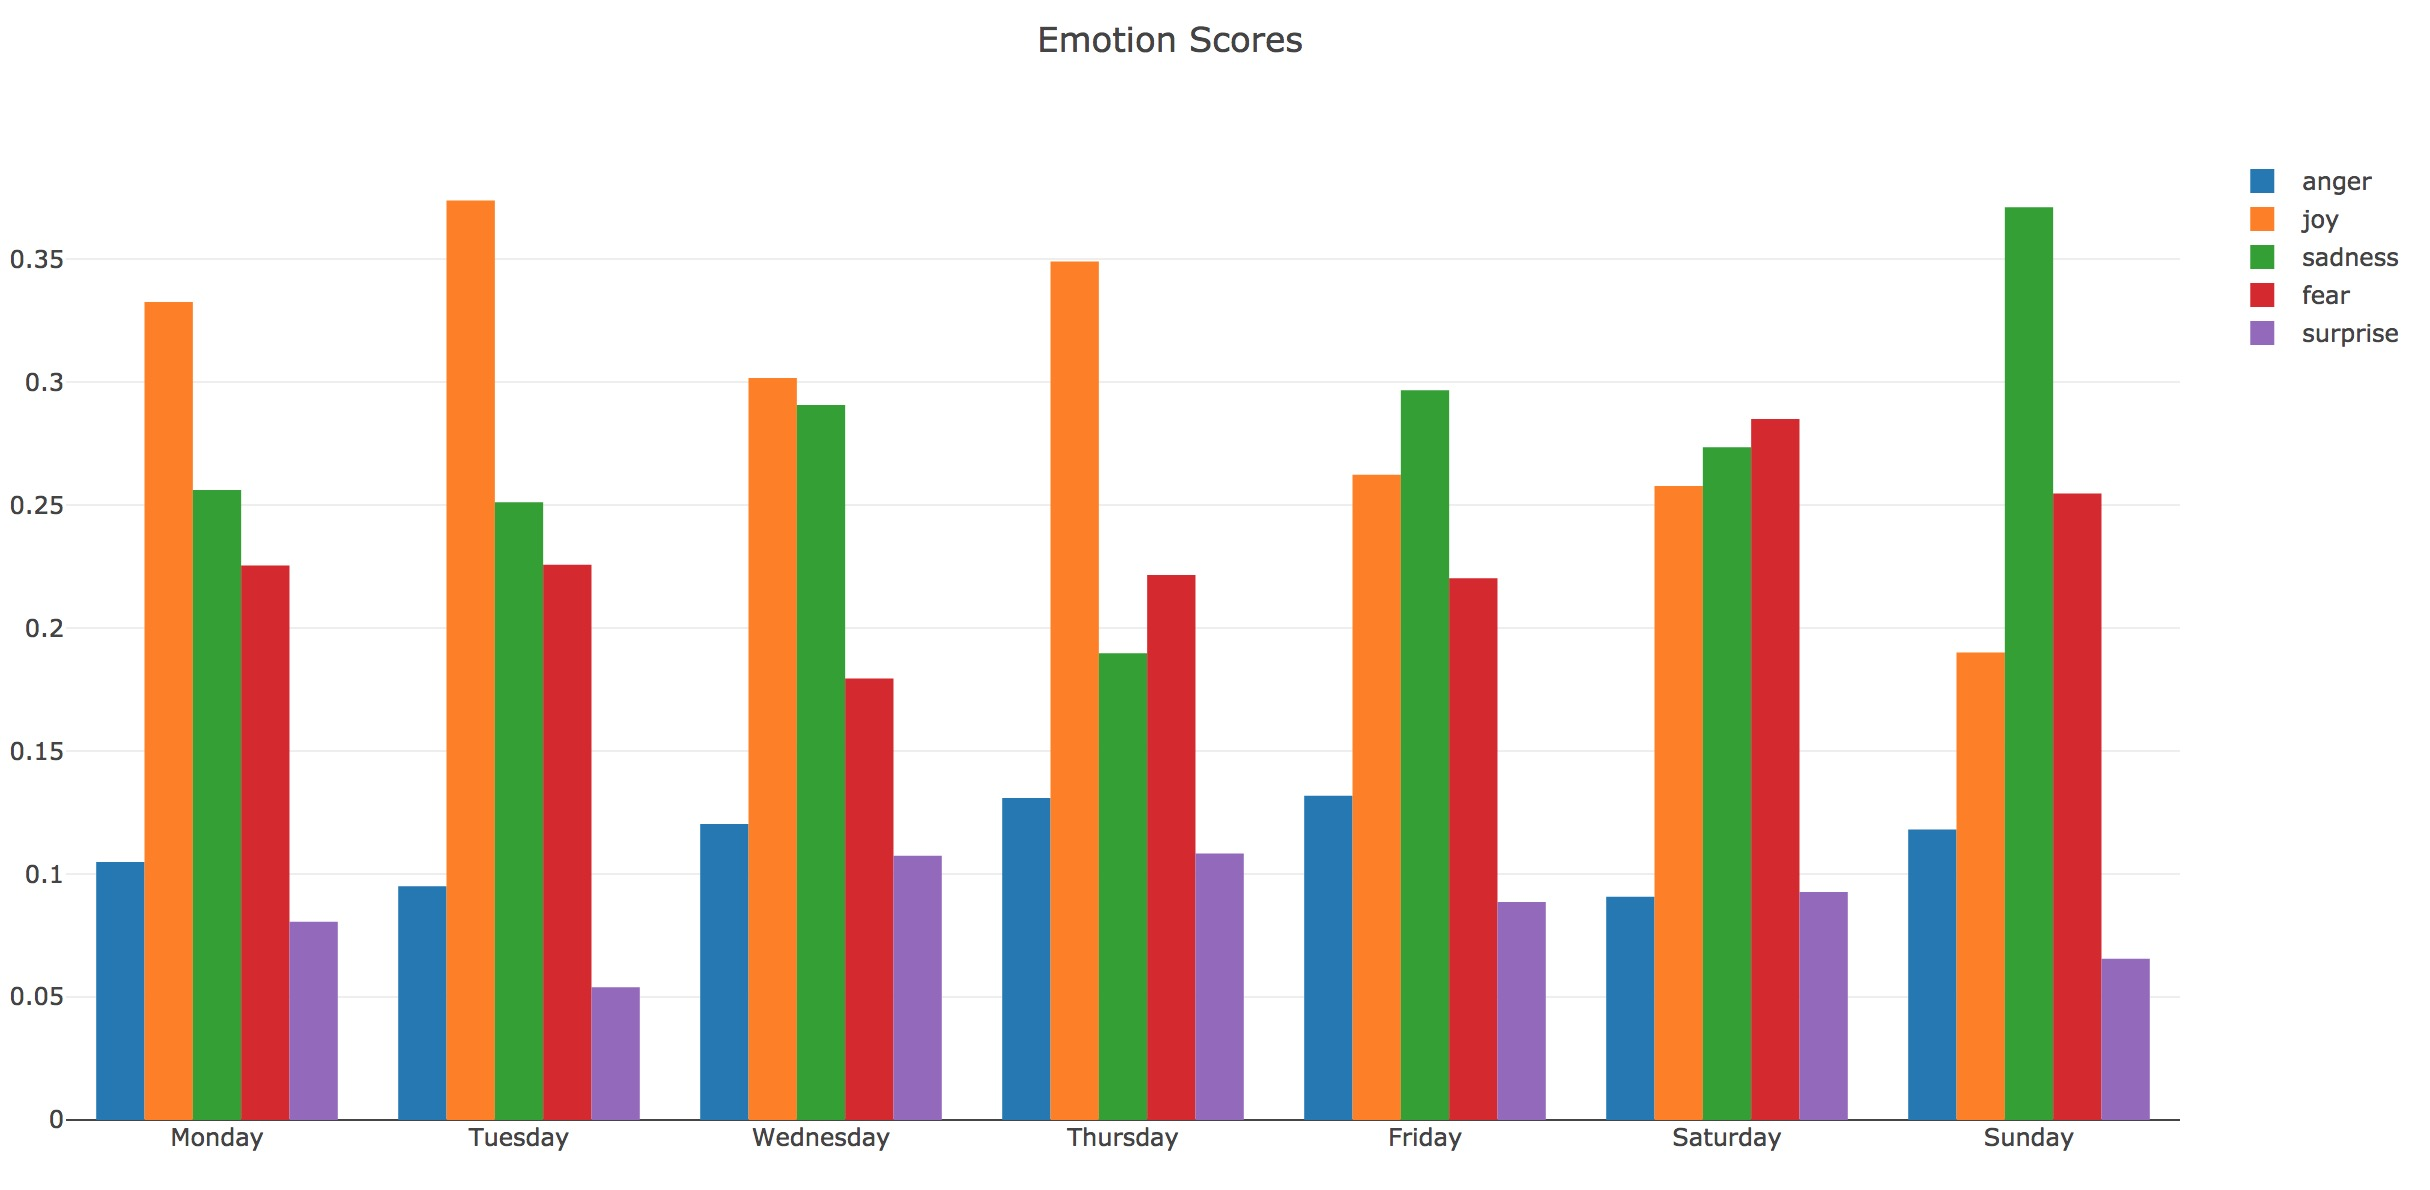 Emotion Scores
anger
joy
sadness
fear
surprise
0.35
0.3
0.25
0.2
0.15
0.1
0.05
0
Monday Tuesday Wednesday Thursday Friday Saturday Sunday